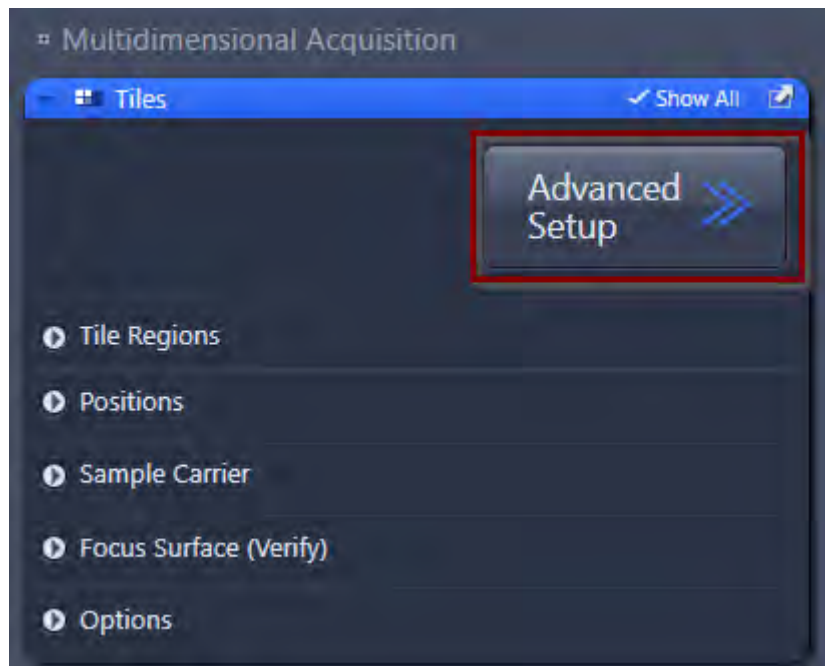 Multidimensional Acquisition
Tiles
Show All
Advanced
Setup
Tile Regions
Positions
Sample Carrier
Focus Surface (Verify)
Options